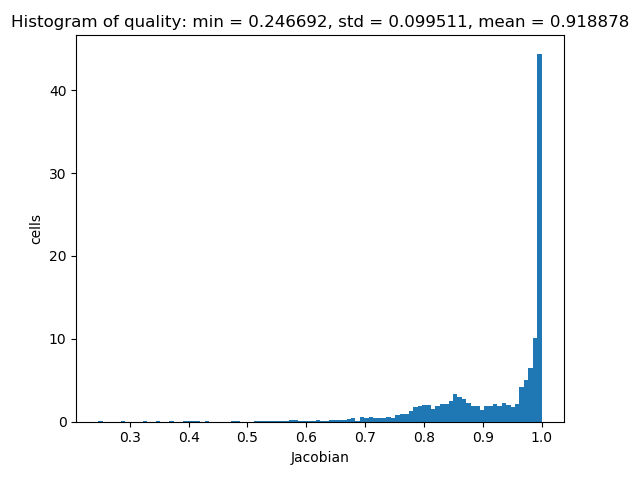 Histogram of quality: min = 0.246692, std = 0.099511, mean = 0.918878
cells
40
30
20
10
0
0.3 0.4 0.5 0.6 0.7 0.8 0.9 1.0
Jacobian